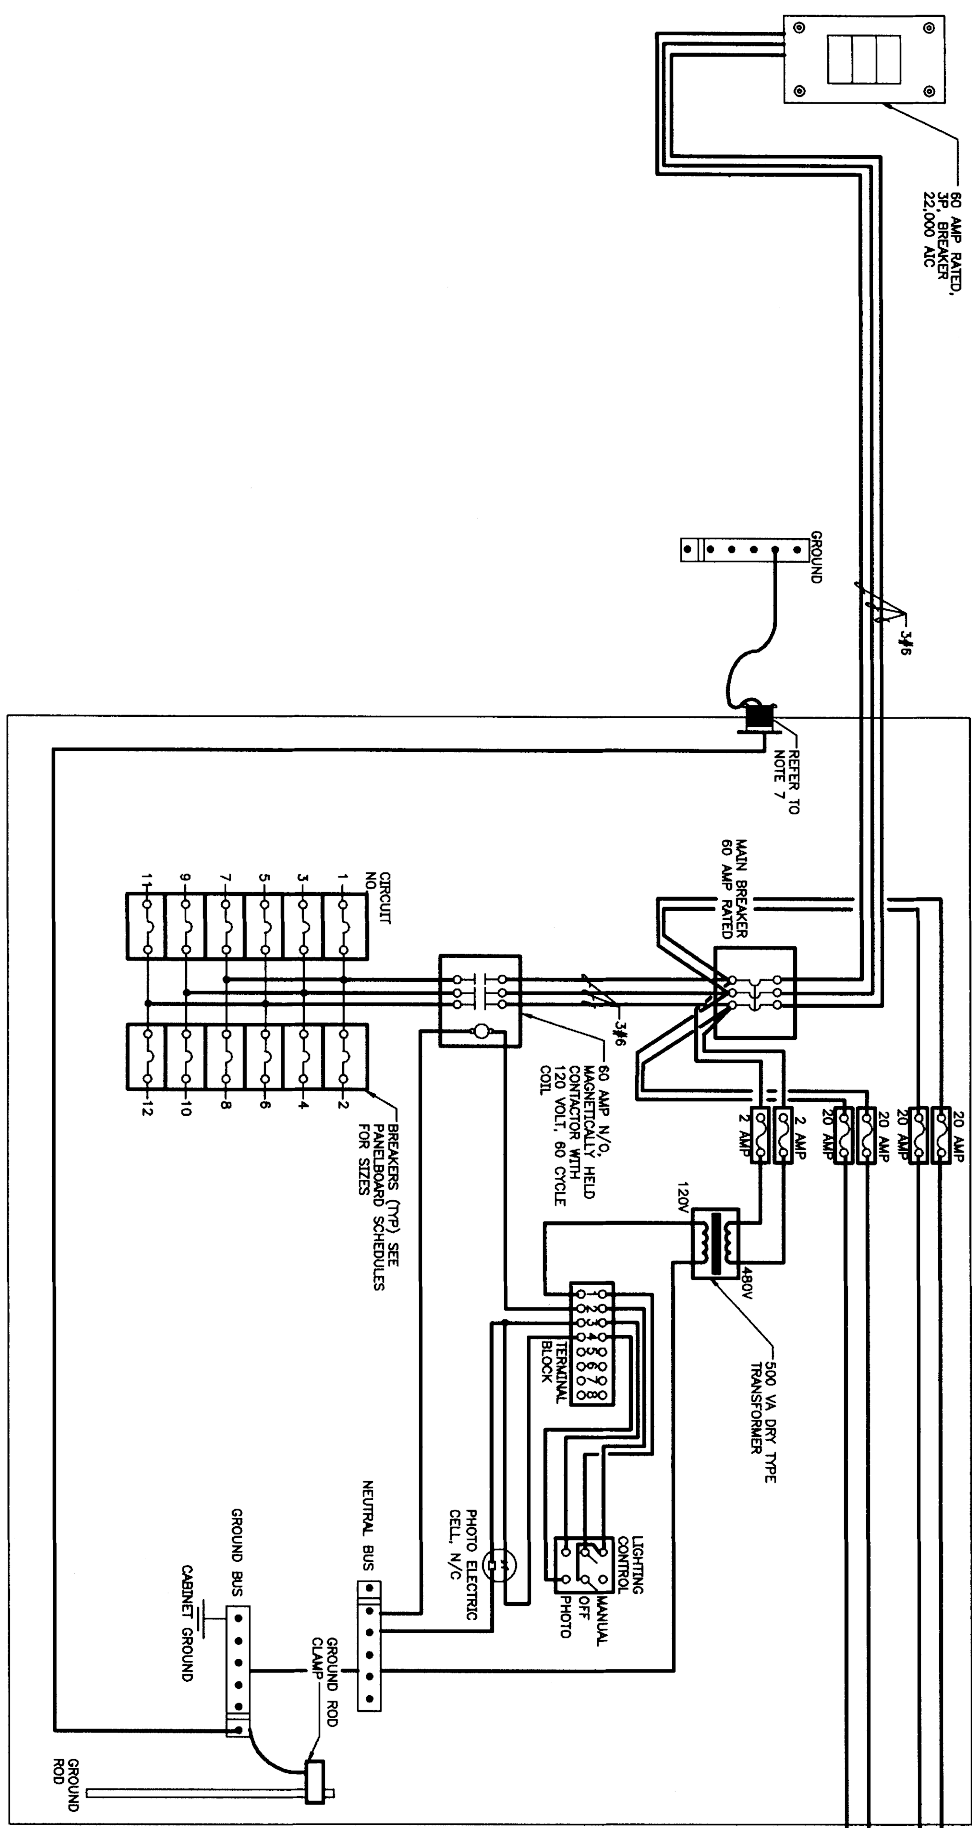 60 AMP RATED,
3P, BREAKER
22,000 AIC
GROUND
3#6
REFER TO
NOTE 7
MAIN BREAKER
60 AMP RATED
20 AMP
20 AMP
20 AMP
20 AMP
2 AMP
2 AMP
CIRCUIT
NO
1
3
5
7
9
11
2
4
6
8
10
12
BREAKERS (TYP) SEE
PANELBOARD SCHEDULES
FOR SIZES
3#6
60 AMP N/O,
MAGNETICALLY HELD
CONTACTOR WITH
120 VOLT, 60 CYCLE
COIL
120V
480V
500 VA DRY TYPE
TRANSFORMER
1 2 3 4 5 6 7 8
TERMINAL
BLOCK
LIGHTING
CONTROL
MANUAL
OFF
PHOTO
PHOTO ELECTRIC
CELL, N/C
NEUTRAL BUS
GROUND BUS
CABINET GROUND
GROUND ROD
CLAMP
GROUND
ROD